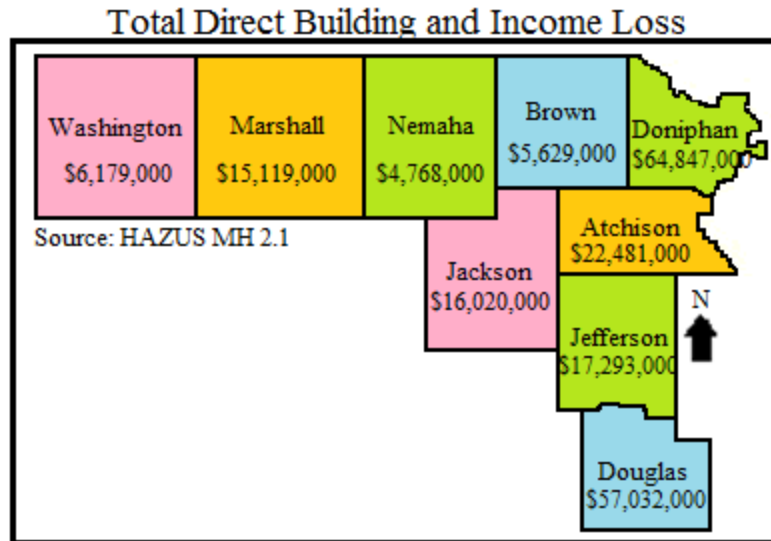 Total Direct Building and Income Loss
Washington
$6,179,000
Marshall
$15,119,000
Nemaha
$4,768,000
Brown
$5,629,000
Doniphan
$64,847,000
Source: HAZUS MH 2.1
Jackson
$16,020,000
Atchison
$22,481,000
N
Jefferson
$17,293,000
Douglas
$57,032,000